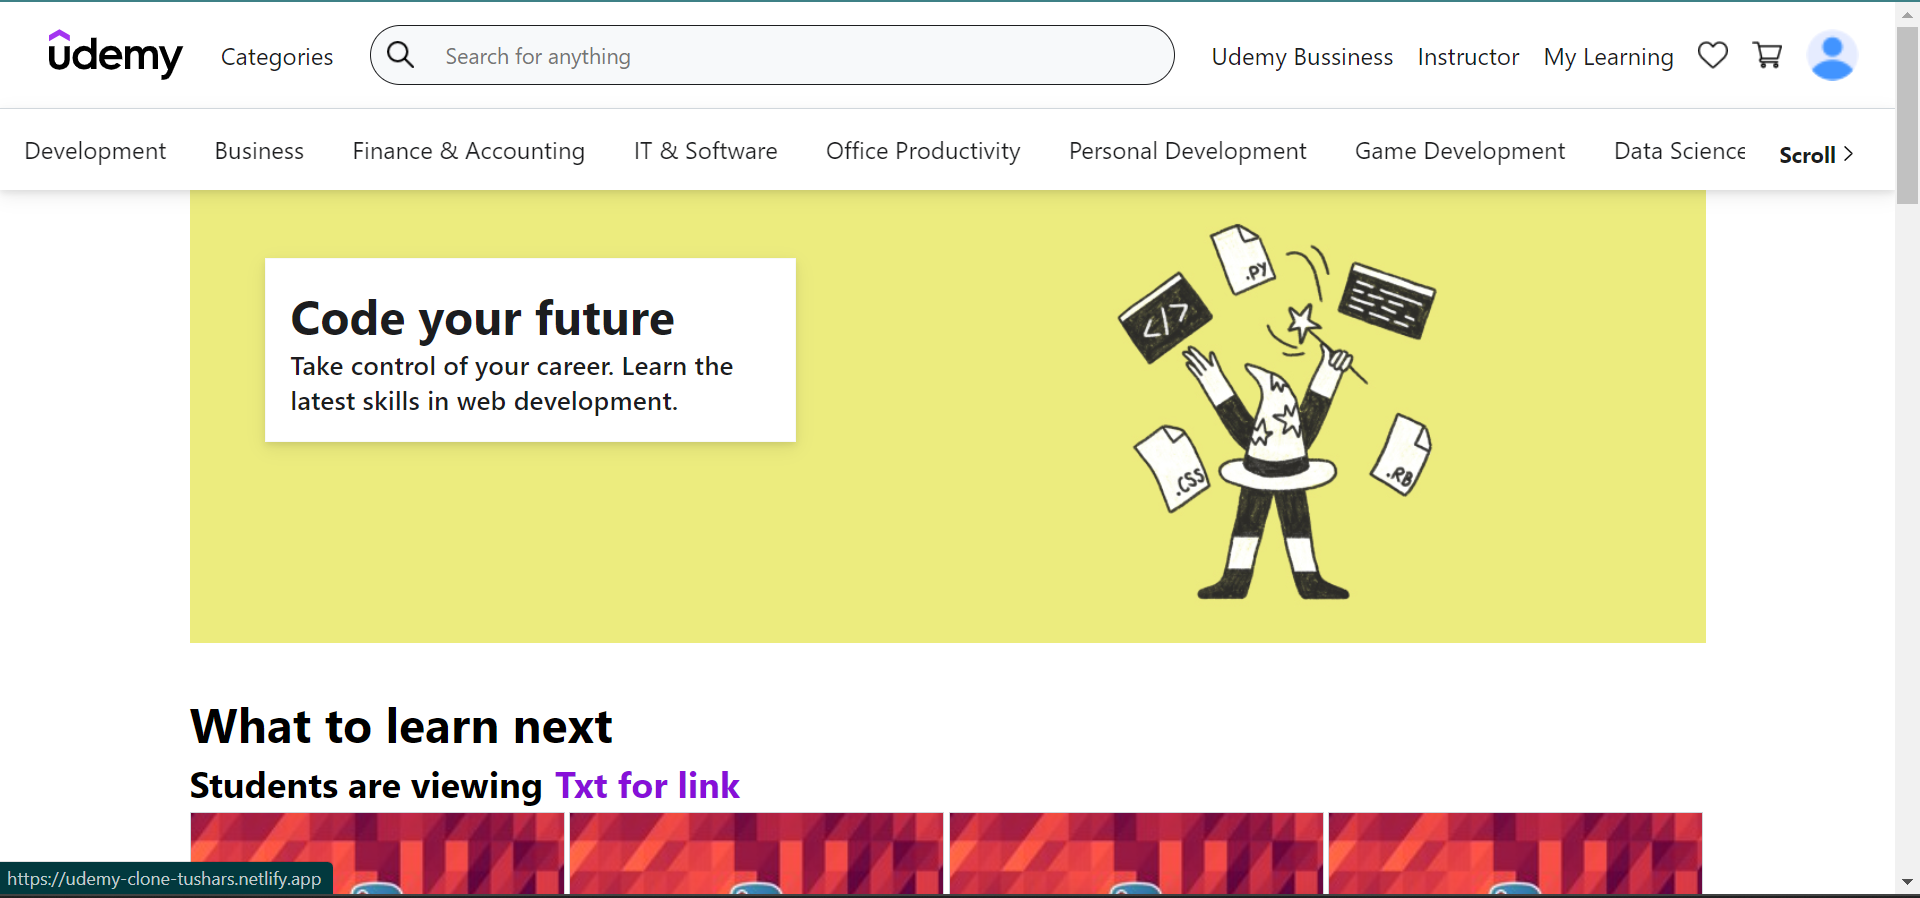 udemy
Categories
Search for anything
Udemy Bussiness
Instructor
My Learning
Development
Business
Finance & Accounting
IT & Software
Office Productivity
Personal Development
Game Development
Data Science
Scroll >
.PY
</>
Code your future
Take control of your career. Learn the
latest skills in web development.
.CSS
.RB
What to learn next
Students are viewing Txt for link
https://udemy-clone-tushars.netlify.app